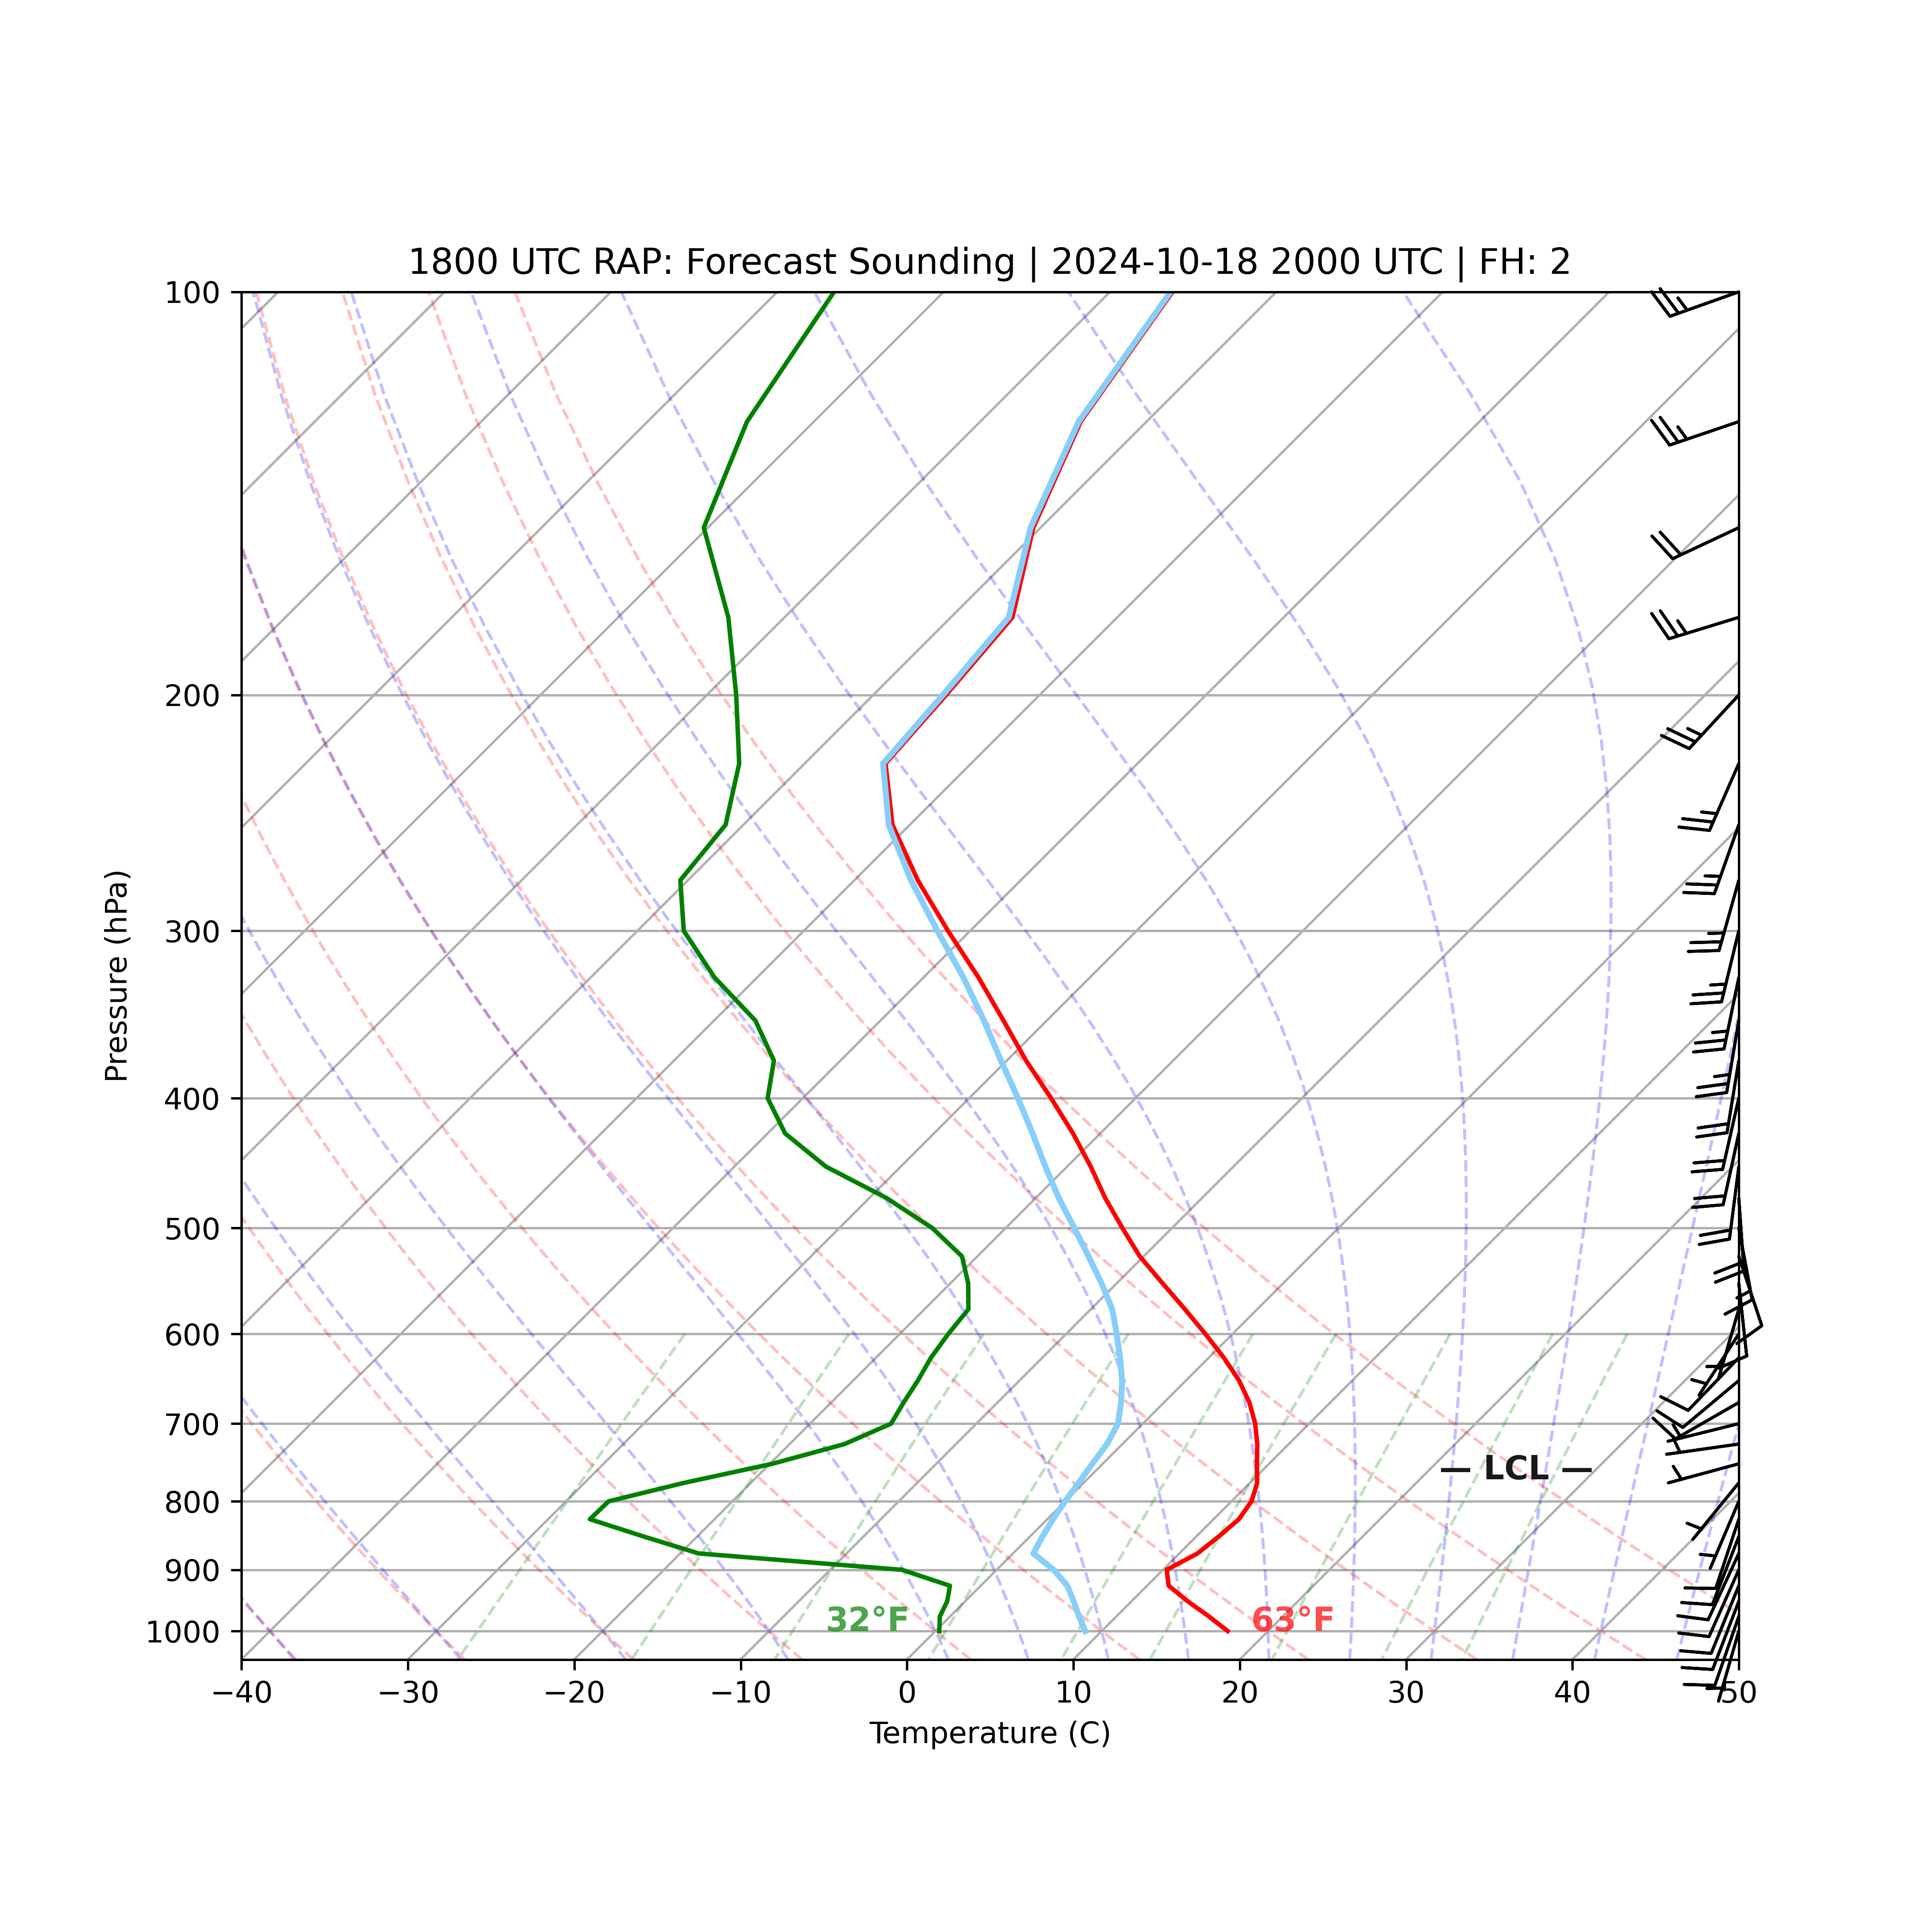 1800 UTC RAP: Forecast Sounding | 2024-10-18 2000 UTC | FH: 2
100
200
300
400
500
600
700
800
900
1000
Pressure (hPa)
— LCL —
32°F
63°F
−40 −30 −20 −10 0 10 20 30 40 50
Temperature (C)